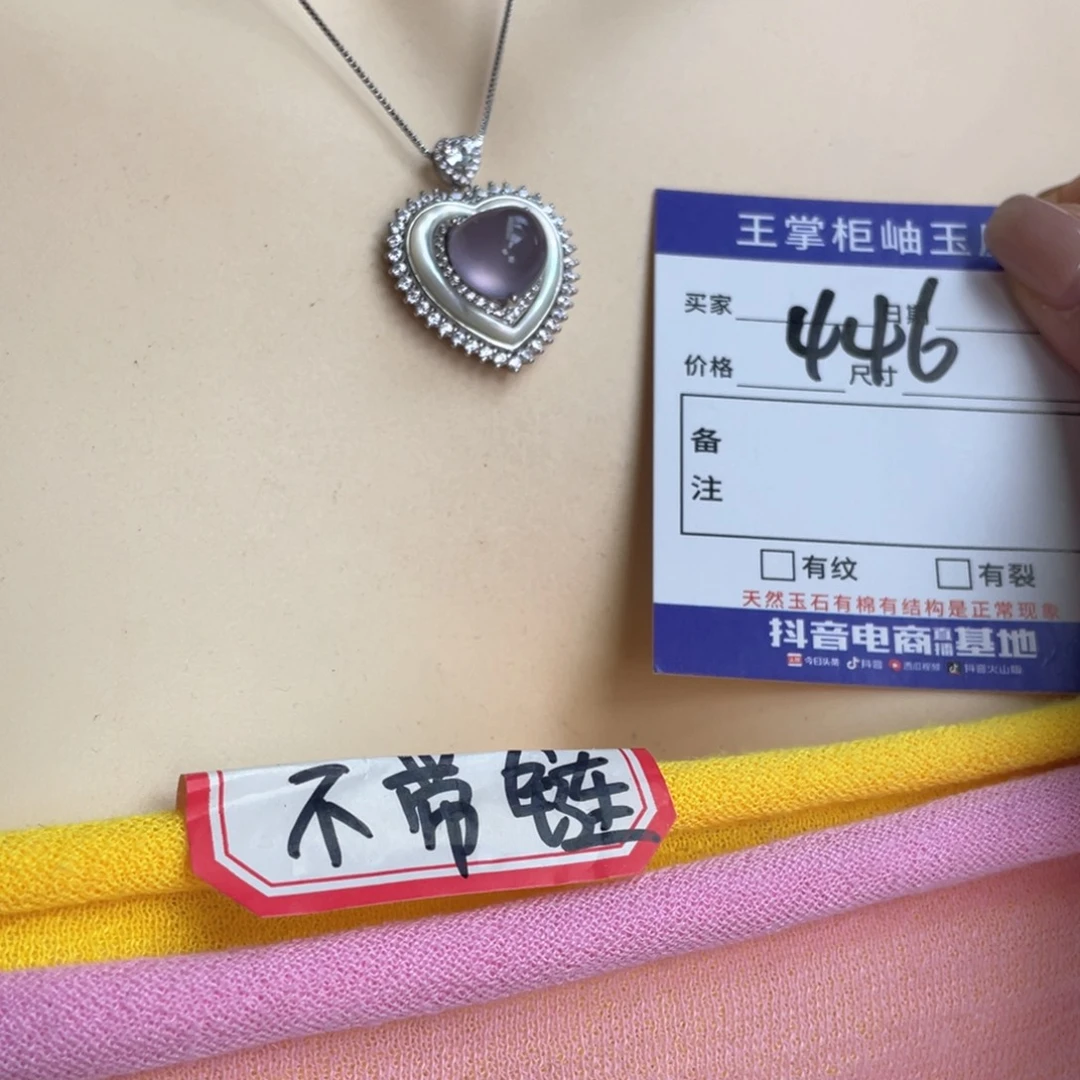 王掌柜岫玉
买家 日期
446
价格 尺寸
备
注
有纹 有裂
天然玉石有棉有结构是正常现象
抖音电商直播基地
今日头条 抖音 西瓜视频 抖音火山版
不带链